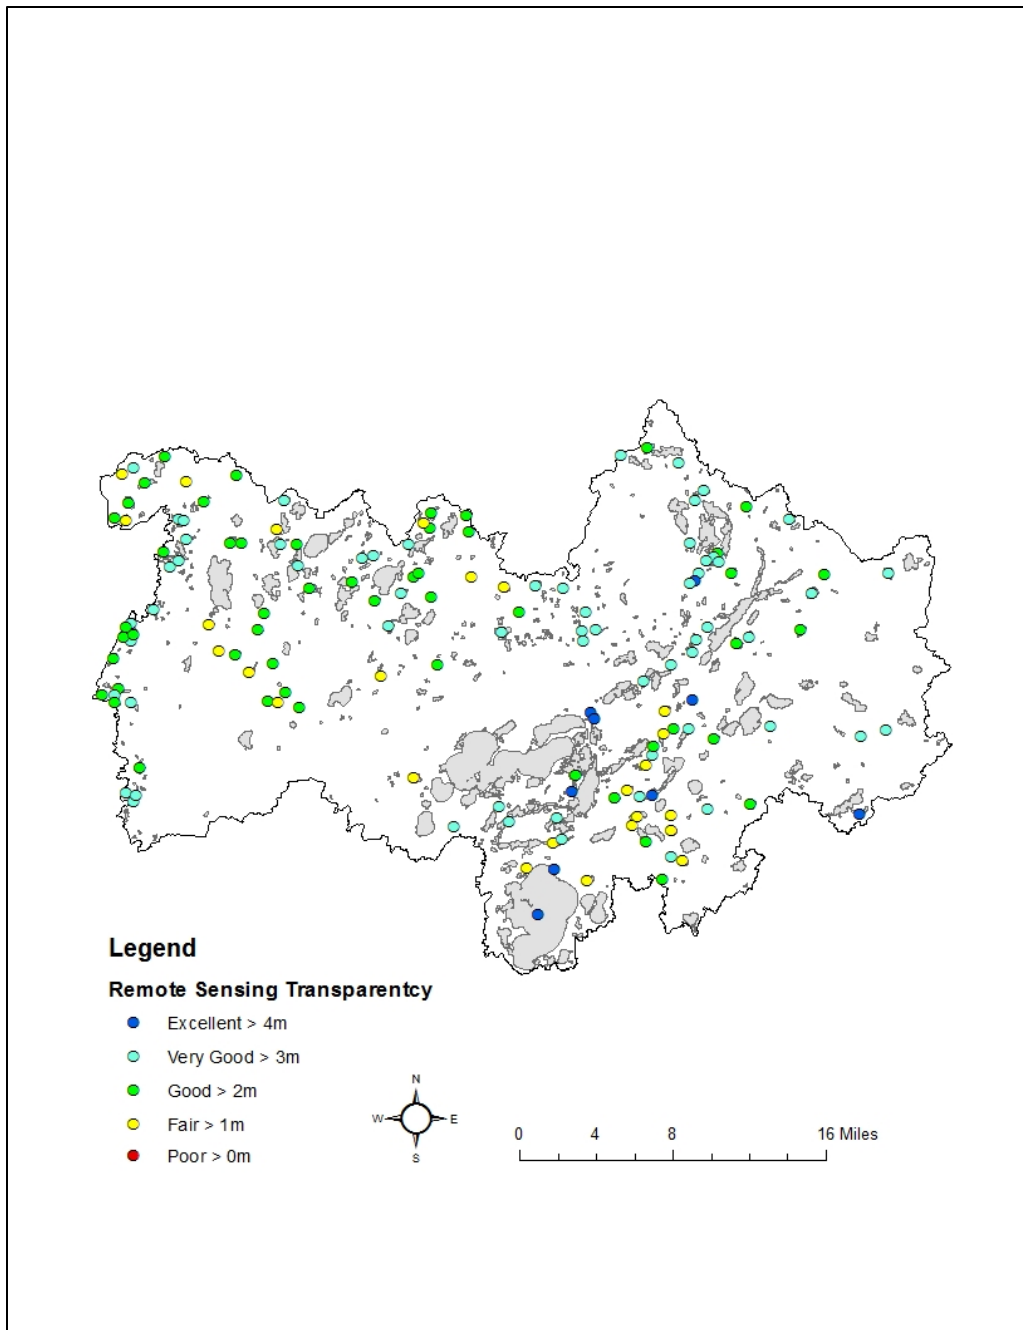 Legend
Remote Sensing Transparentcy
Excellent > 4m
Very Good > 3m
Good > 2m
Fair > 1m
Poor > 0m
N
W E
S
0 4 8 16 Miles